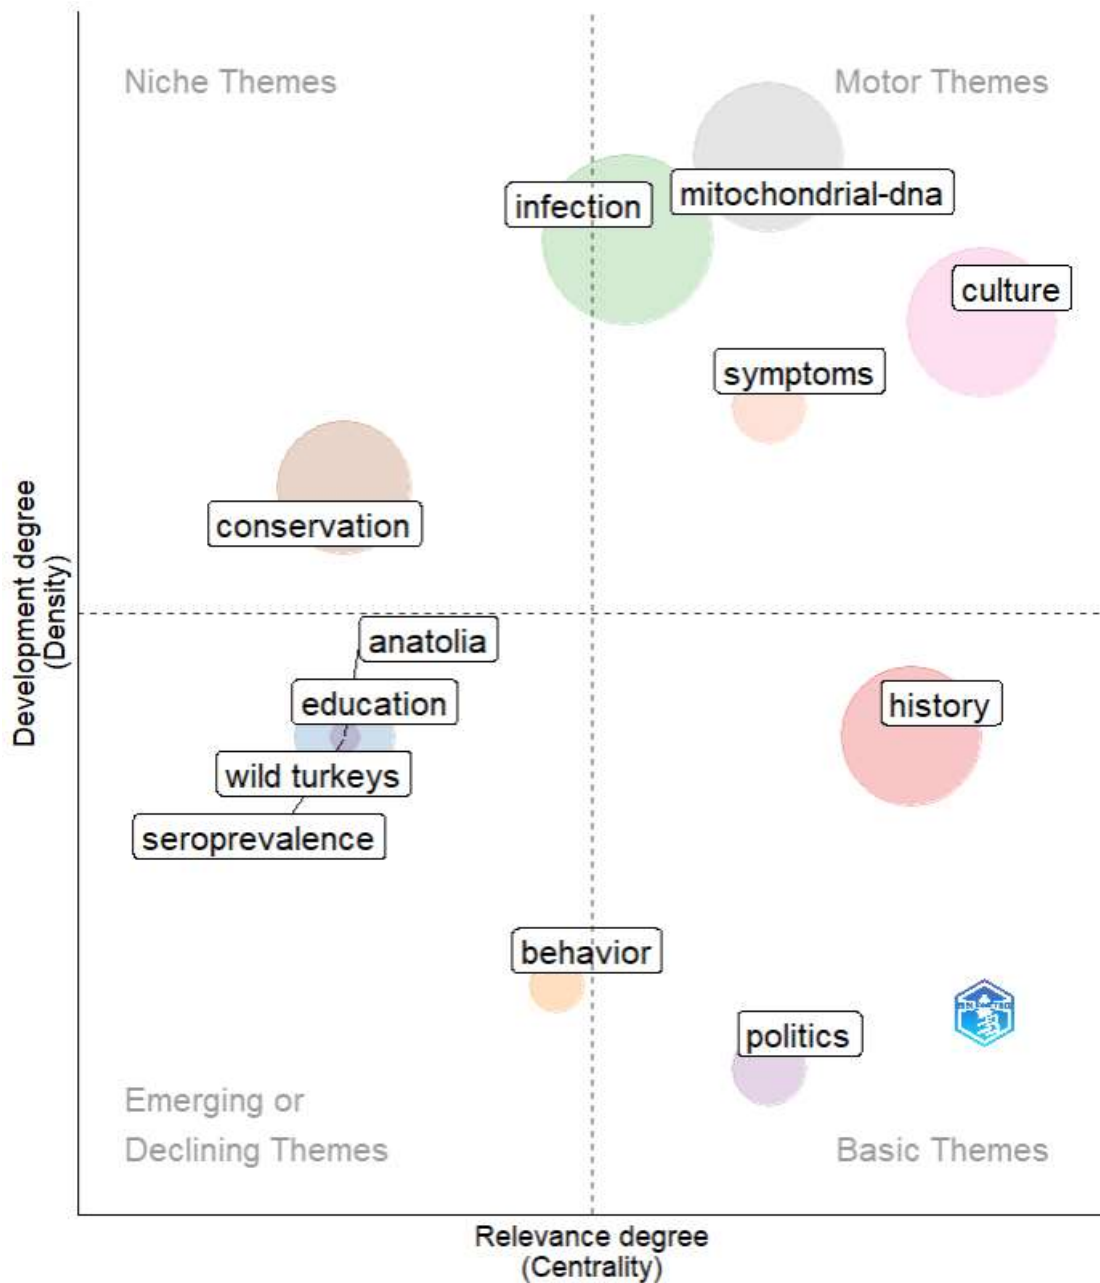 Niche Themes
Motor Themes
infection
mitochondrial-dna
culture
symptoms
conservation
anatolia
education
history
wild turkeys
seroprevalence
behavior
politics
Emerging or
Declining Themes
Basic Themes
Development degree
(Density)
Relevance degree
(Centrality)